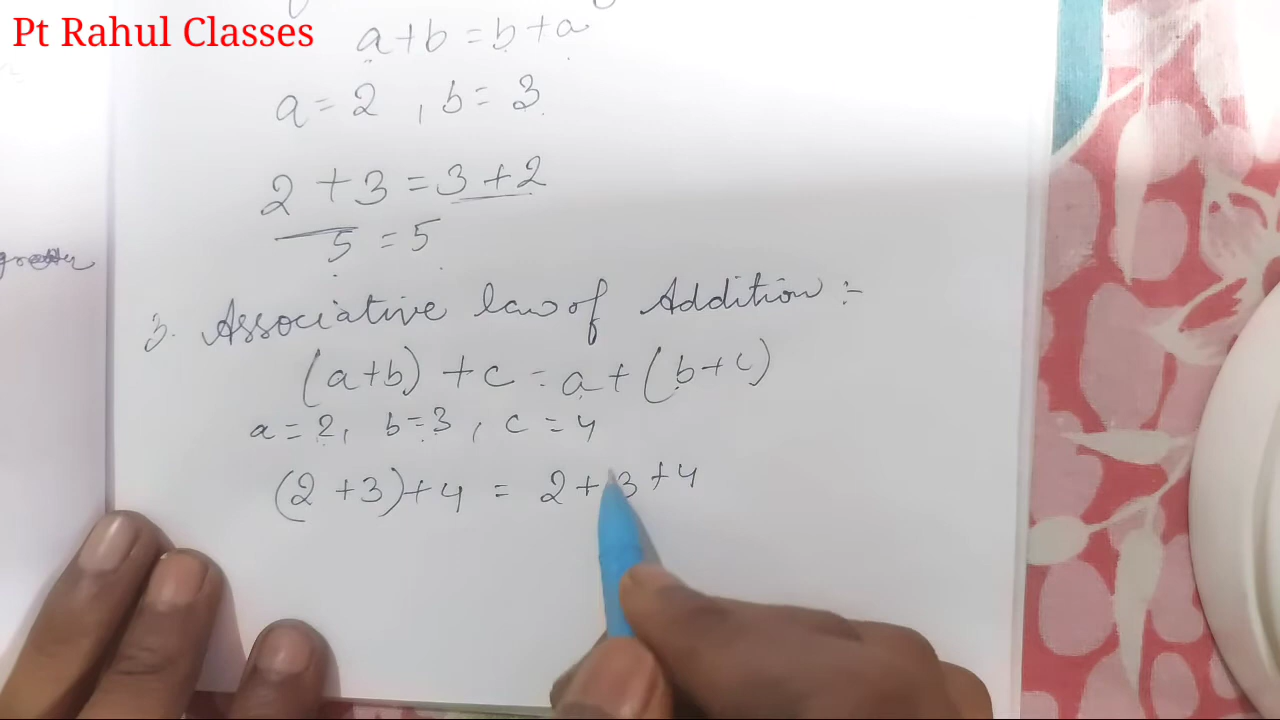 Pt Rahul Classes
a+b=b+a
a=2, b=3
2+3=3+2
5=5
3. Associative law of Addition :-
(a+b)+c=a+(b+c)
a=2, b=3, c=4
(2+3)+4 = 2+3+4